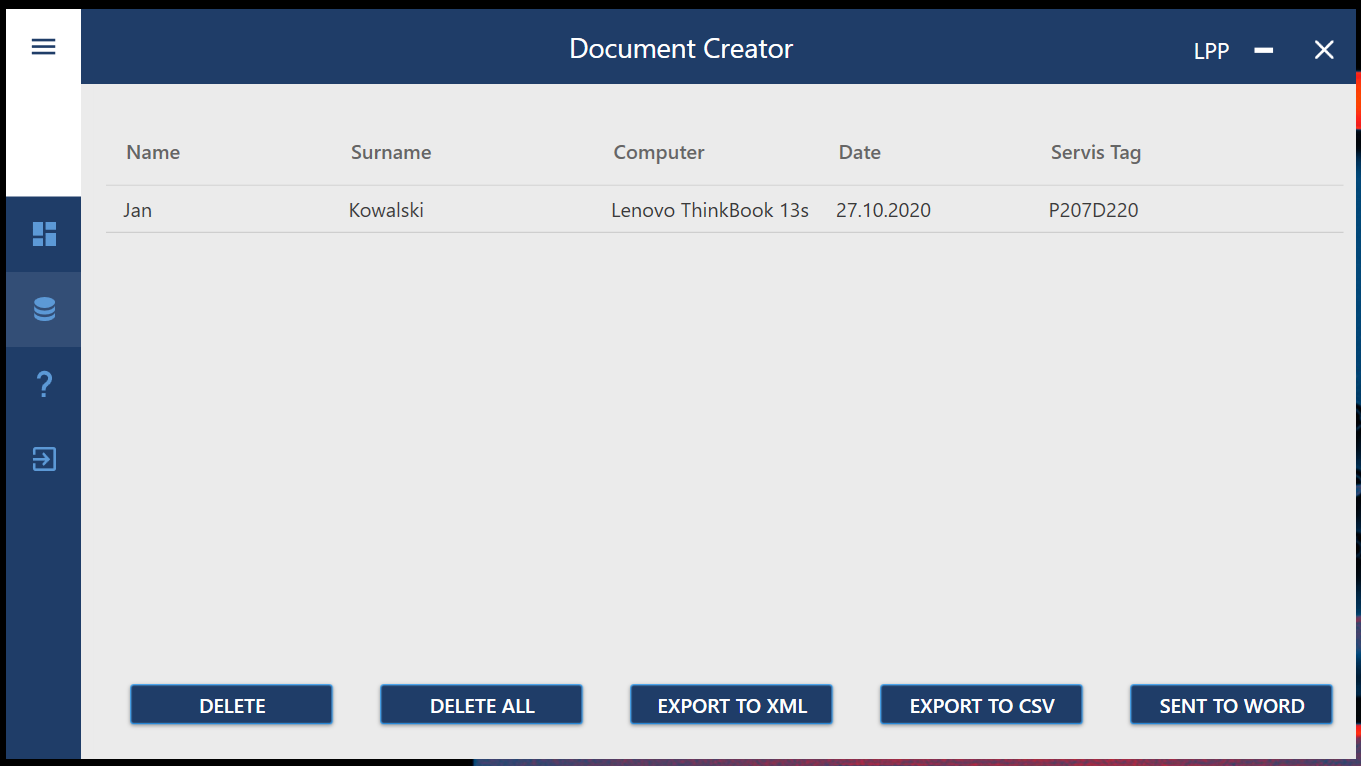 Document Creator LPP
Name Surname Computer Date Servis Tag
Jan Kowalski Lenovo ThinkBook 13s 27.10.2020 P207D220
DELETE DELETE ALL EXPORT TO XML EXPORT TO CSV SENT TO WORD